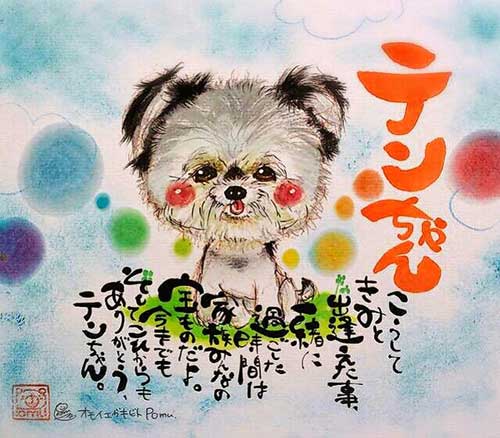 テンちゃん
こうして
きみと
出逢えた事、
一緒に
過ごした
時間は
家族みんなの
宝ものだよ。
今までも
そしてこれからも
ありがとう、
テンちゃん。
オモイエガキビト Pomu.